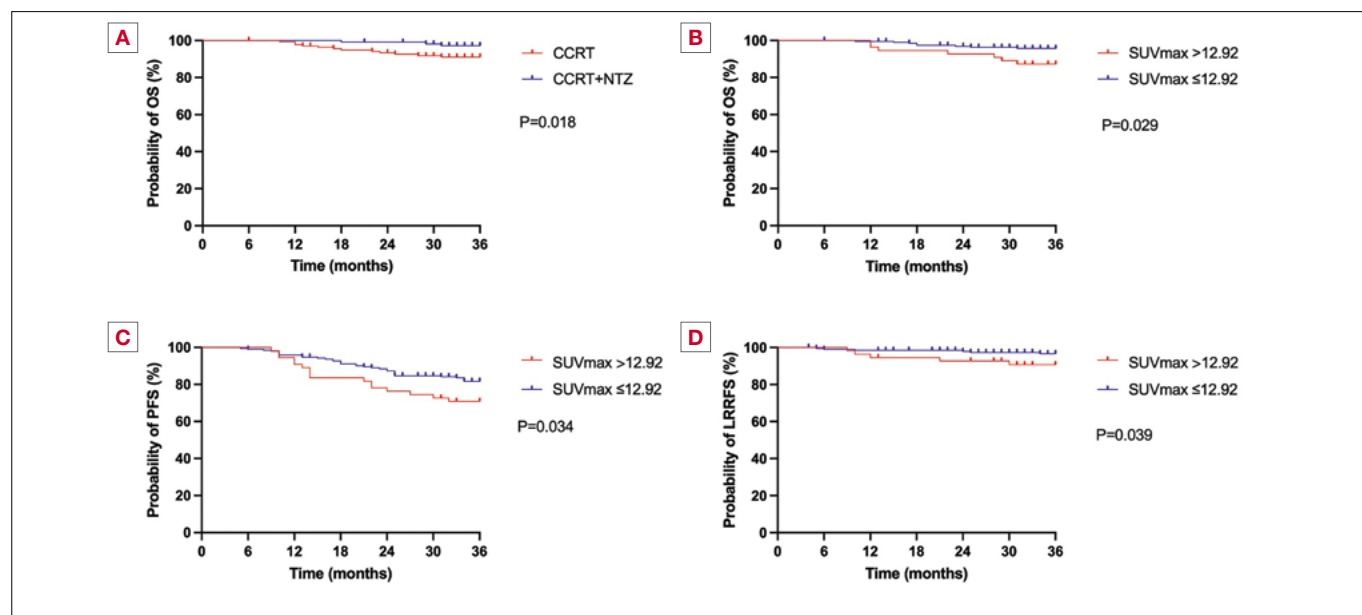 A
Probability of OS (%)
100
80
60
40
20
0
0 6 12 18 24 30 36
Time (months)
CCRT
CCRT+NTZ
P=0.018
B
Probability of OS (%)
100
80
60
40
20
0
0 6 12 18 24 30 36
Time (months)
SUVmax >12.92
SUVmax ≤12.92
P=0.029
C
Probability of PFS (%)
100
80
60
40
20
0
0 6 12 18 24 30 36
Time (months)
SUVmax >12.92
SUVmax ≤12.92
P=0.034
D
Probability of LRRFS (%)
100
80
60
40
20
0
0 6 12 18 24 30 36
Time (months)
SUVmax >12.92
SUVmax ≤12.92
P=0.039